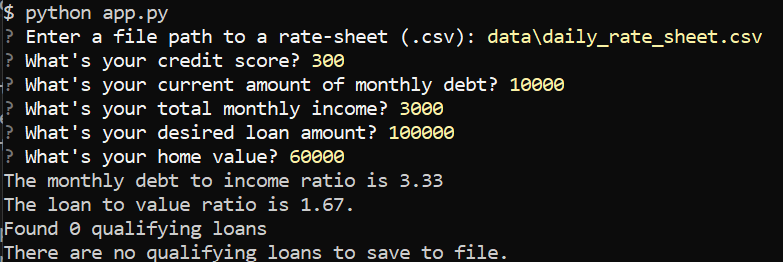 $ python app.py
? Enter a file path to a rate-sheet (.csv): data\daily_rate_sheet.csv
? What's your credit score? 300
? What's your current amount of monthly debt? 10000
? What's your total monthly income? 3000
? What's your desired loan amount? 100000
? What's your home value? 60000
The monthly debt to income ratio is 3.33
The loan to value ratio is 1.67.
Found 0 qualifying loans
There are no qualifying loans to save to file.